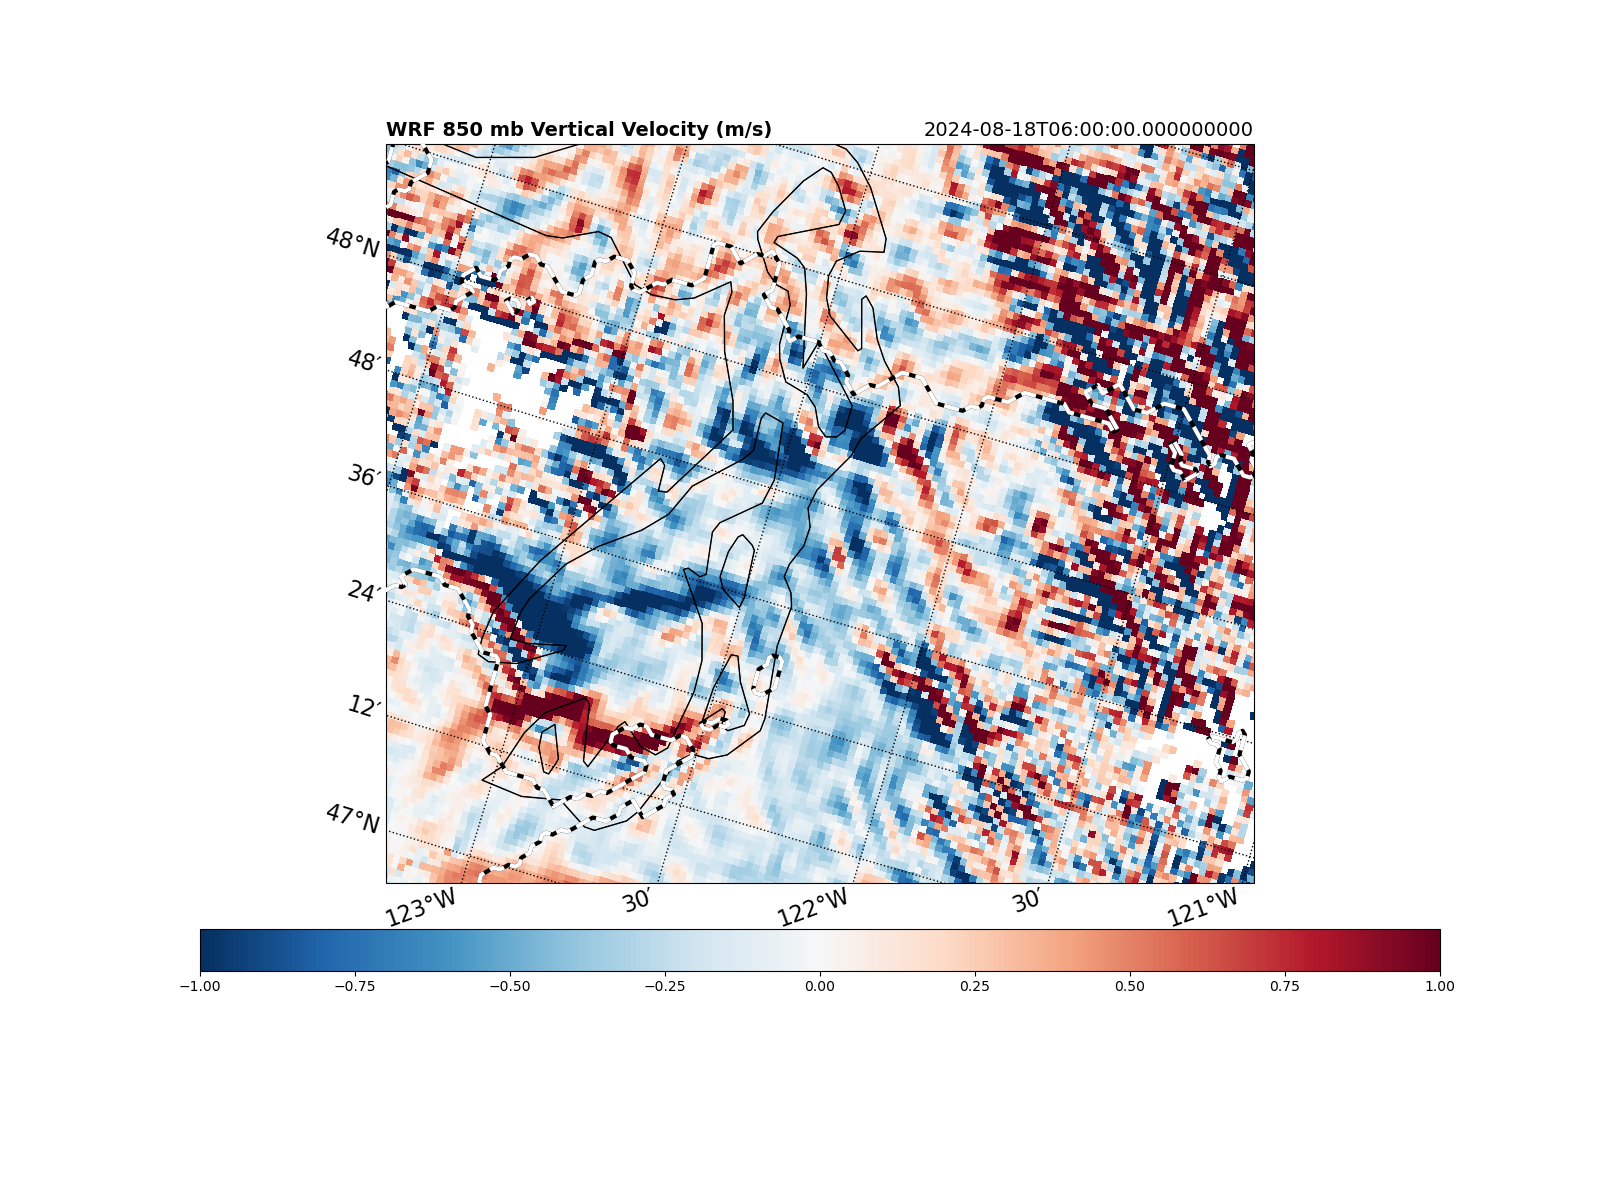 WRF 850 mb Vertical Velocity (m/s) 2024-08-18T06:00:00.000000000
48°N
48′
36′
24′
12′
47°N
123°W 30′ 122°W 30′ 121°W
−1.00 −0.75 −0.50 −0.25 0.00 0.25 0.50 0.75 1.00